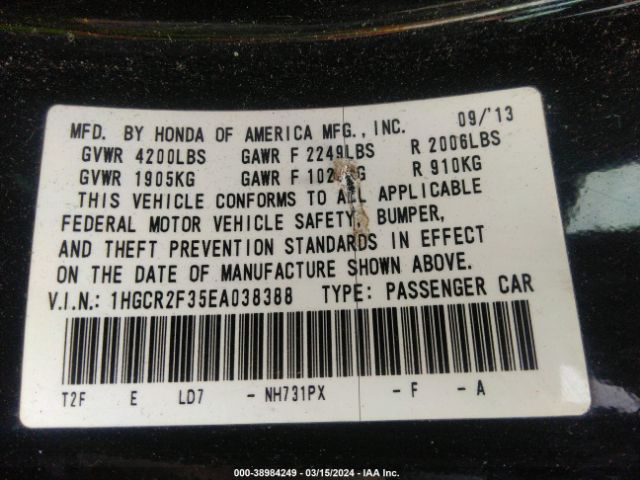 MFD. BY HONDA OF AMERICA MFG., INC. 09/'13
GVWR 4200LBS GAWR F 2249LBS R 2006LBS
GVWR 1905KG GAWR F R 910KG
THIS VEHICLE CONFORMS TO ALL APPLICABLE
FEDERAL MOTOR VEHICLE SAFETY, BUMPER,
AND THEFT PREVENTION STANDARDS IN EFFECT
ON THE DATE OF MANUFACTURE SHOWN ABOVE.
V.I.N.: 1HGCR2F35EA038388 TYPE: PASSENGER CAR
T2F E LD7 - NH731PX - F - A
000-38984249 - 03/15/2024 - IAA Inc.